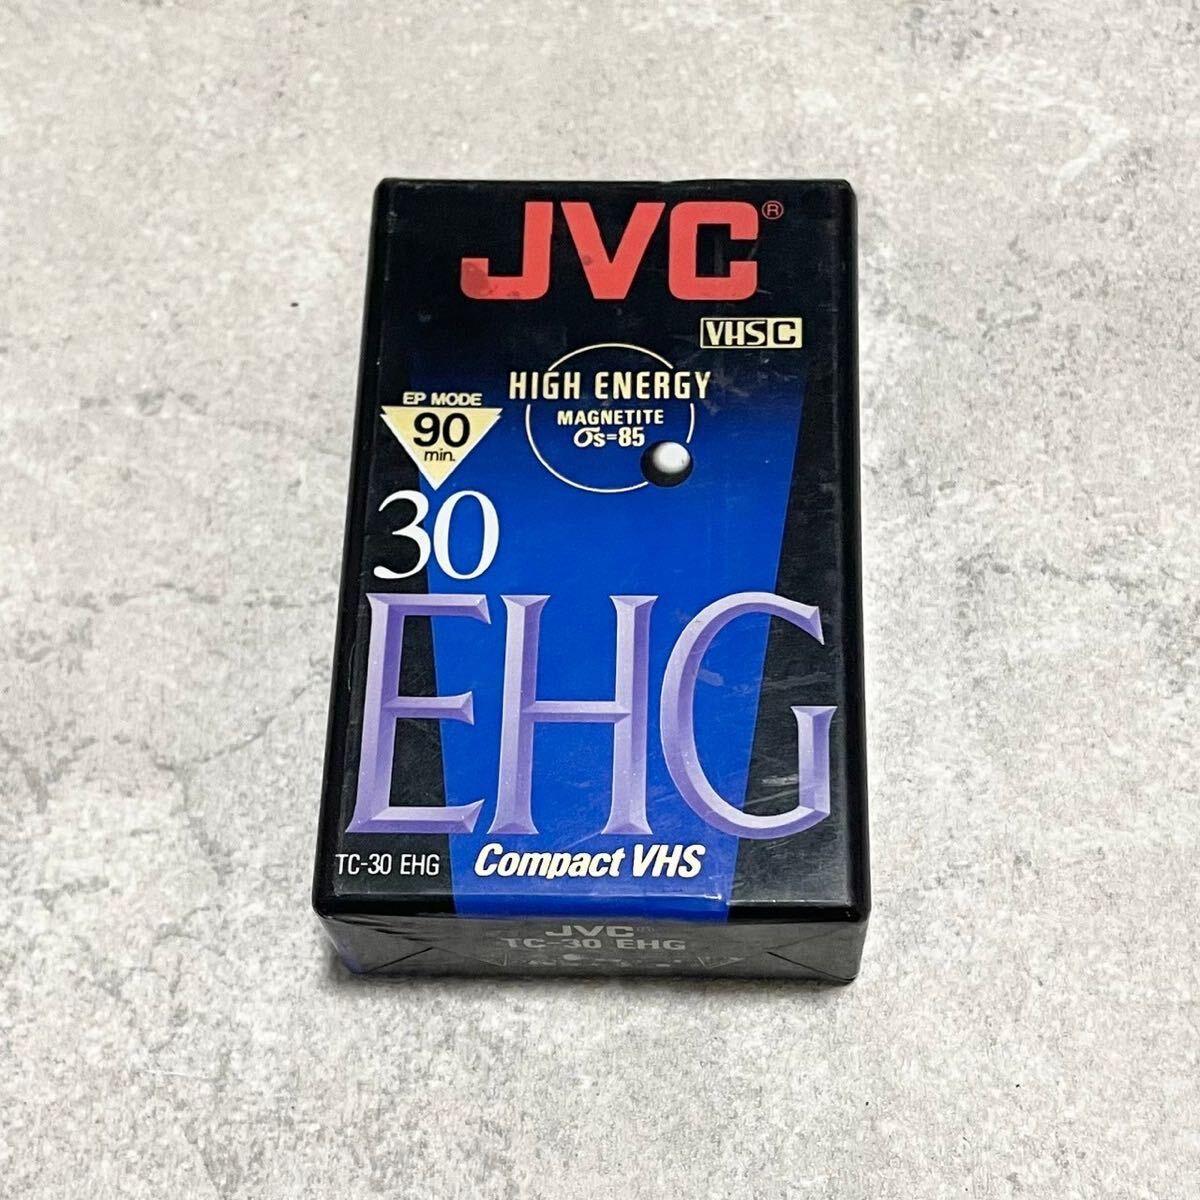 JVC®
VHS C
HIGH ENERGY
MAGNETITE
σs=85
EP MODE
90
min.
30
EHG
TC-30 EHG
Compact VHS
JVC®
TC-30 EHG